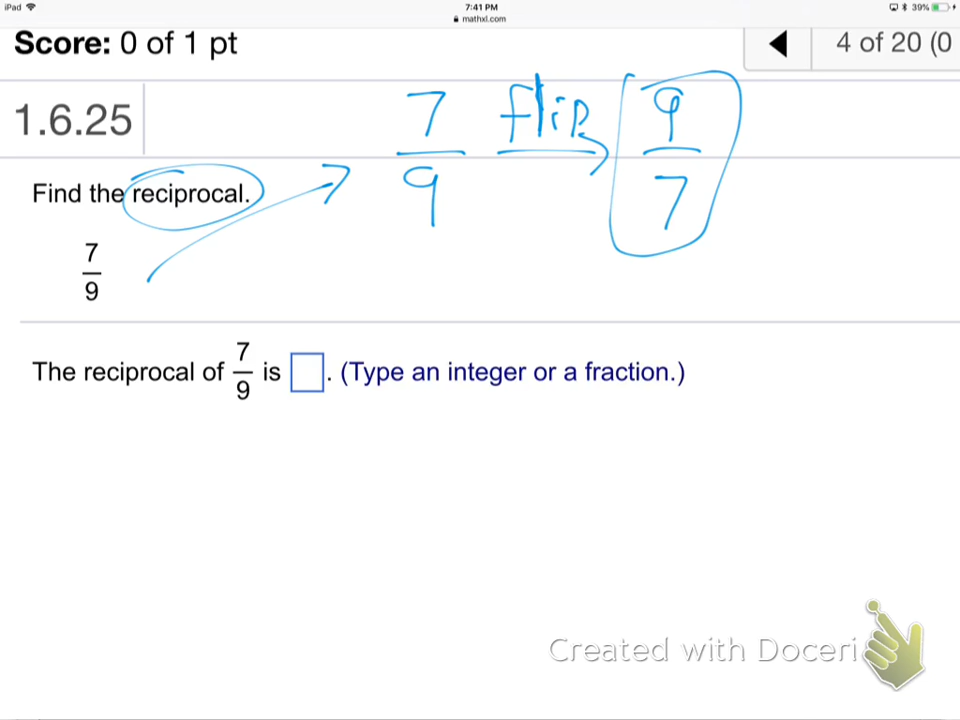 iPad 7:41 PM 39%
mathxl.com
Score: 0 of 1 pt 4 of 20 (0
1.6.25
7/9 flip 9/7
Find the reciprocal.
7/9
The reciprocal of 7/9 is . (Type an integer or a fraction.)
Created with Doceri